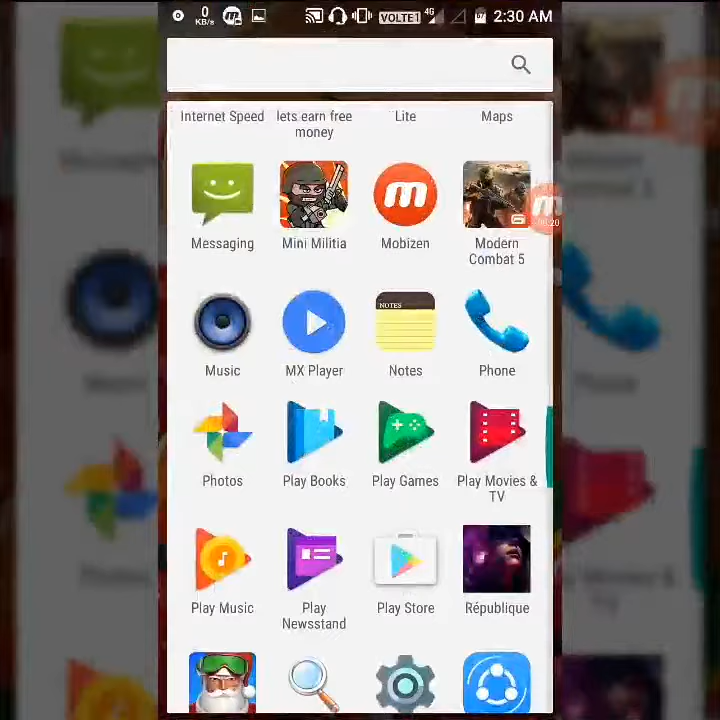 0
KB/s
VOLTE 1
4G
2:30 AM
Internet Speed
lets earn free
money
Lite
Maps
Messaging
Mini Militia
Mobizen
Modern
Combat 5
Music
MX Player
NOTES
Notes
Phone
Photos
Play Books
Play Games
Play Movies &
TV
Play Music
Play
Newsstand
Play Store
République